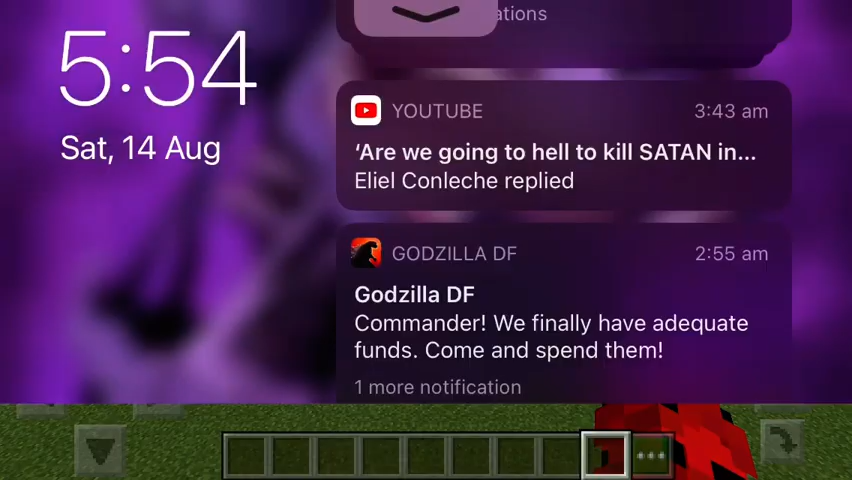 5:54
Sat, 14 Aug
ations
YOUTUBE 3:43 am
‘Are we going to hell to kill SATAN in...
Eliel Conleche replied
GODZILLA DF 2:55 am
Godzilla DF
Commander! We finally have adequate
funds. Come and spend them!
1 more notification